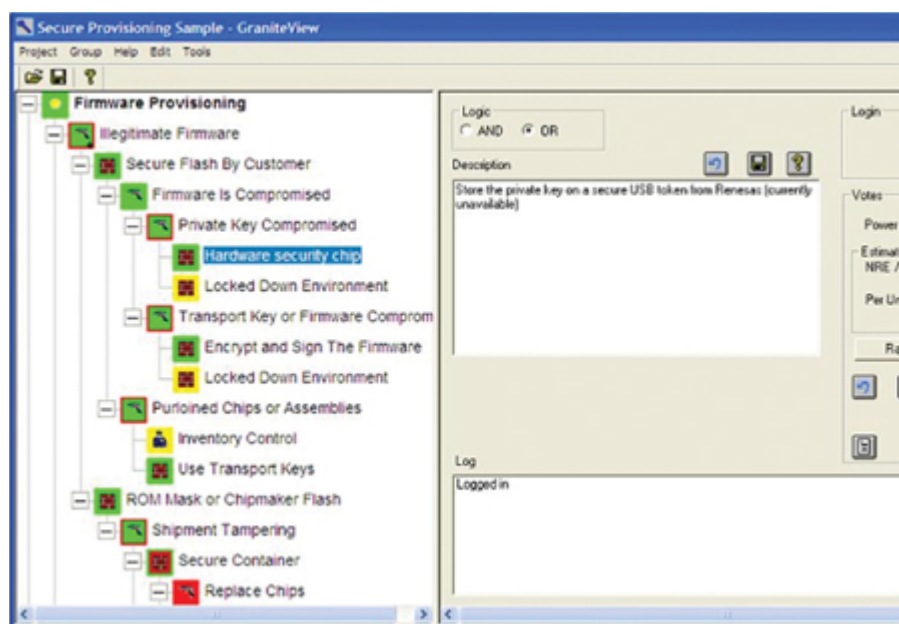 Secure Provisioning Sample - GraniteView
Project Group Help Edit Tools
Firmware Provisioning
Illegitimate Firmware
Secure Flash By Customer
Firmware Is Compromised
Private Key Compromised
Hardware security chip
Locked Down Environment
Transport Key or Firmware Comprom
Encrypt and Sign The Firmware
Locked Down Environment
Purloined Chips or Assemblies
Inventory Control
Use Transport Keys
ROM Mask or Chipmaker Flash
Shipment Tampering
Secure Container
Replace Chips
Logic
AND OR
Description
Store the private key on a secure USB token from Renesas (currently
unavailable)
Log
Logged in
Login
Votes
Power
Estimat
NRE /
Per Un
Ra